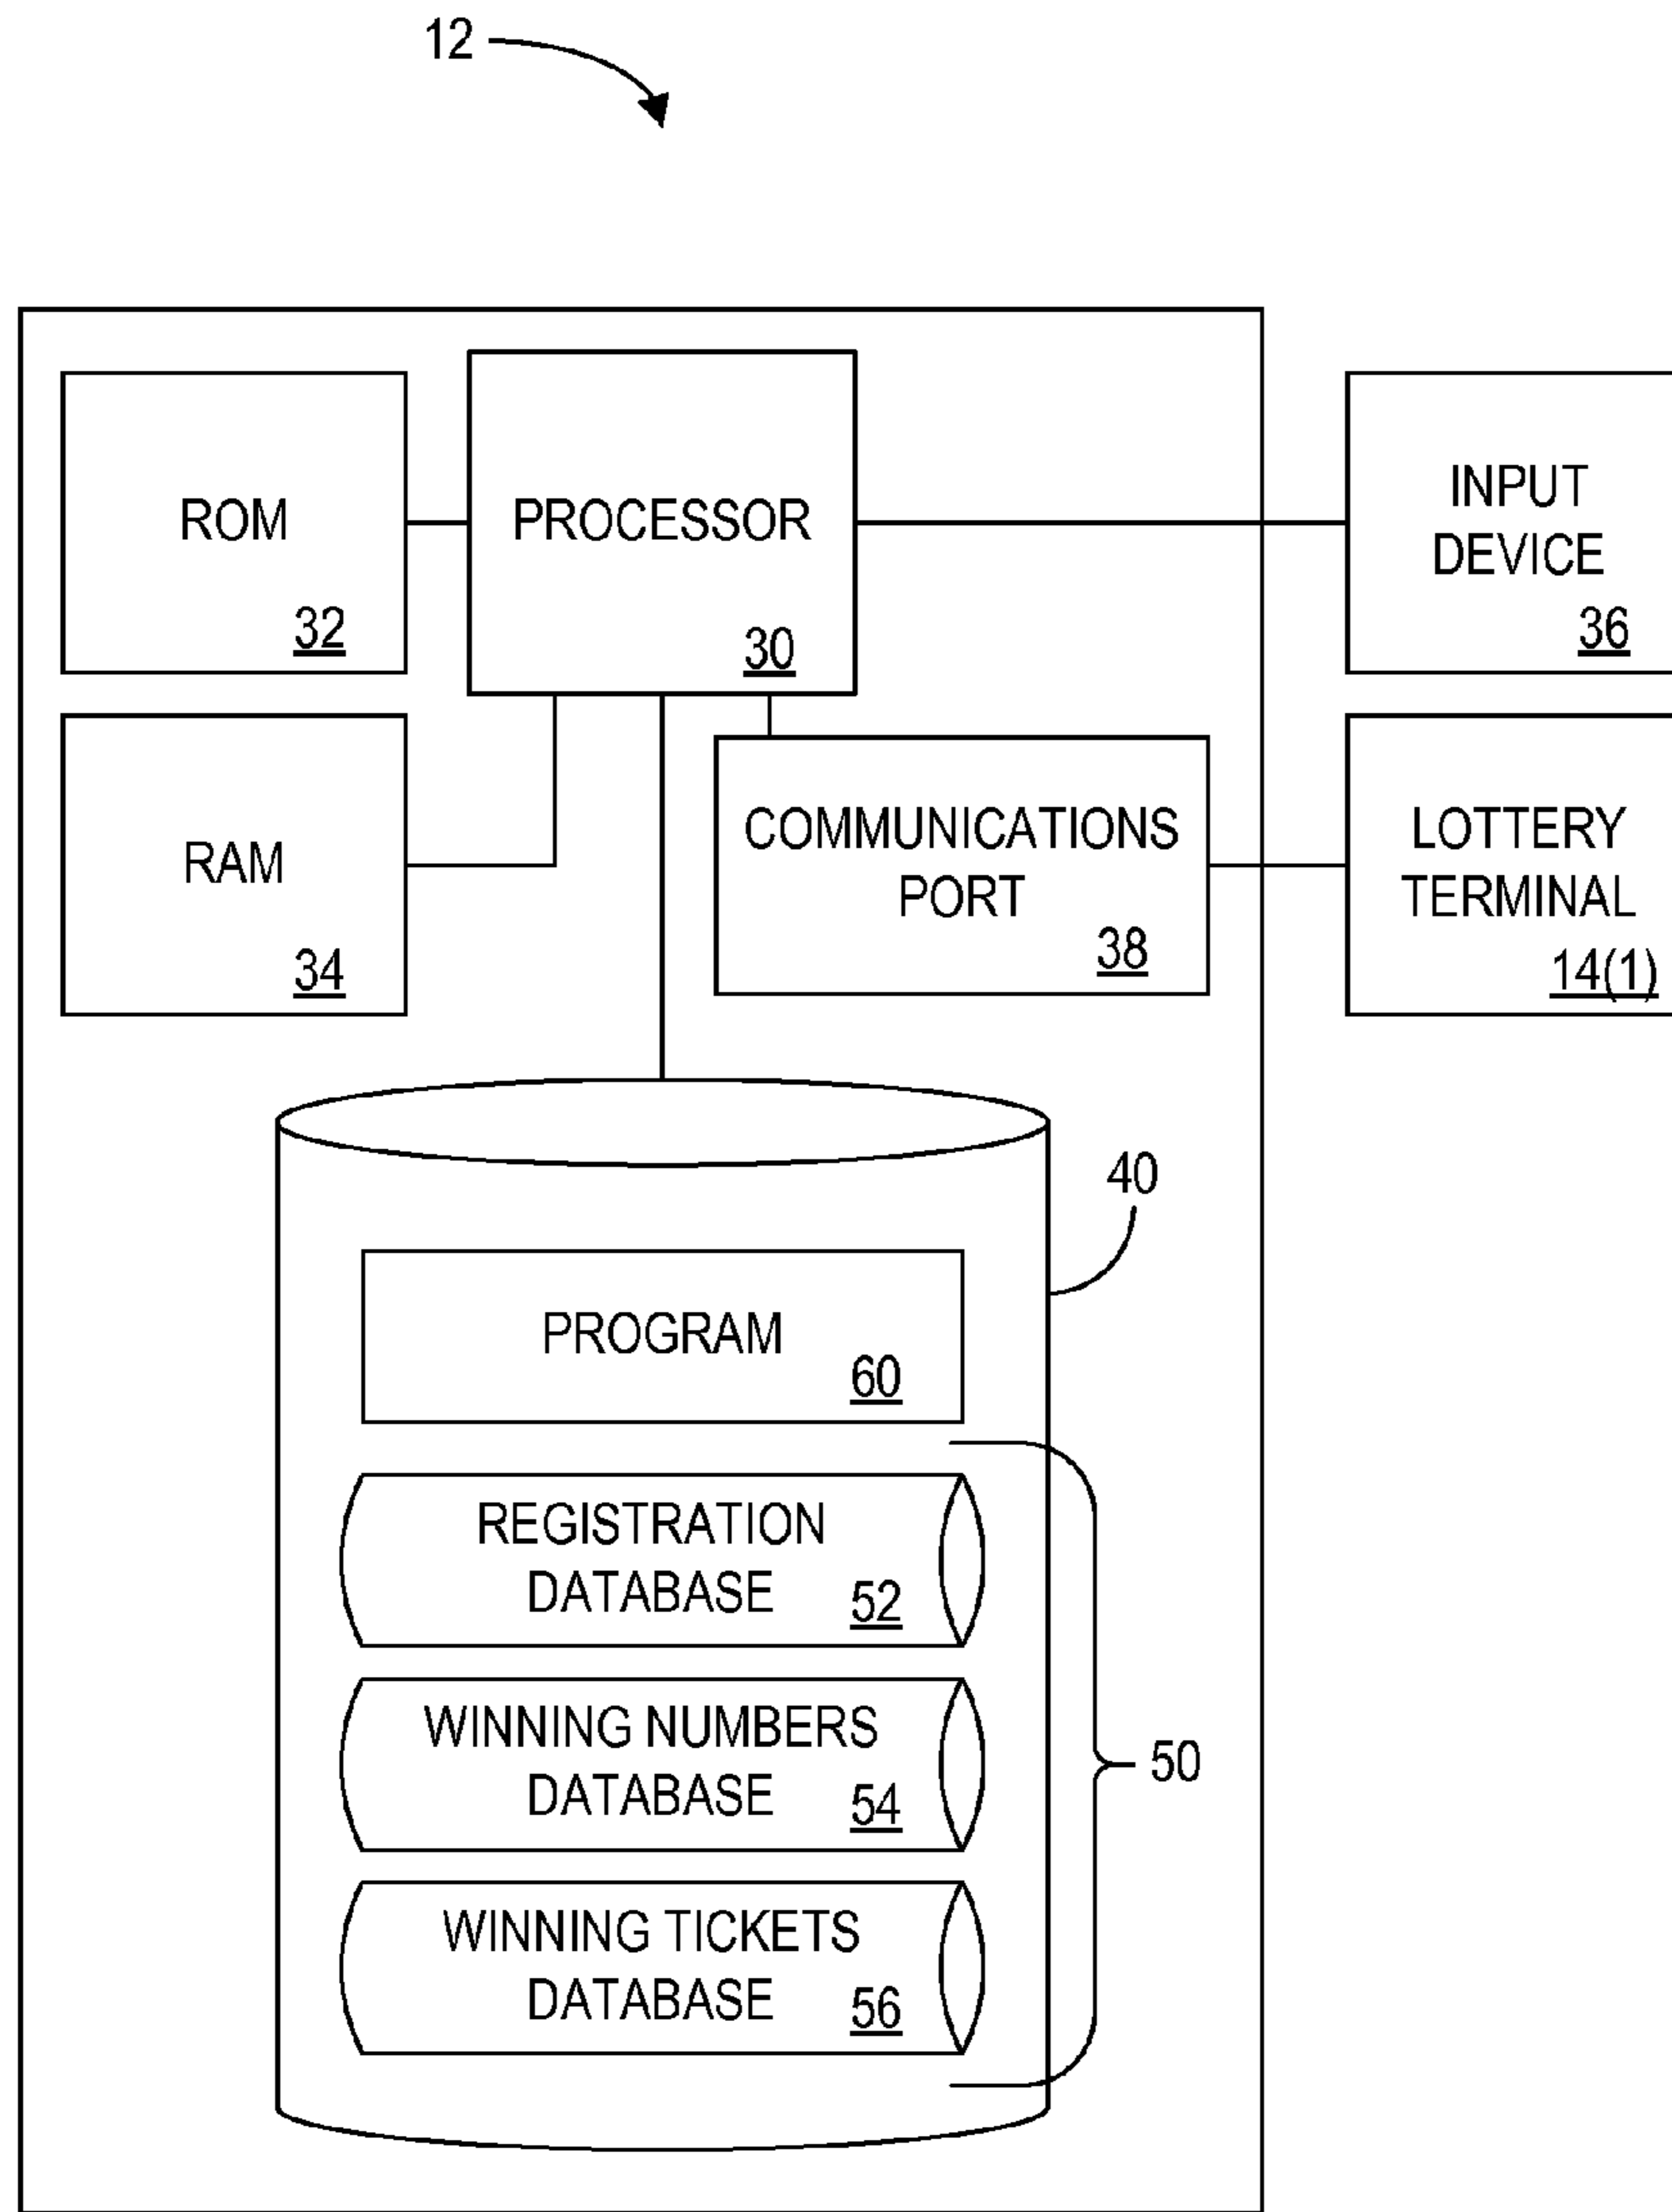 12
ROM
32
PROCESSOR
30
INPUT
DEVICE
36
RAM
34
COMMUNICATIONS
PORT
38
LOTTERY
TERMINAL
14(1)
40
PROGRAM
60
REGISTRATION
DATABASE 52
WINNING NUMBERS
DATABASE 54
50
WINNING TICKETS
DATABASE 56